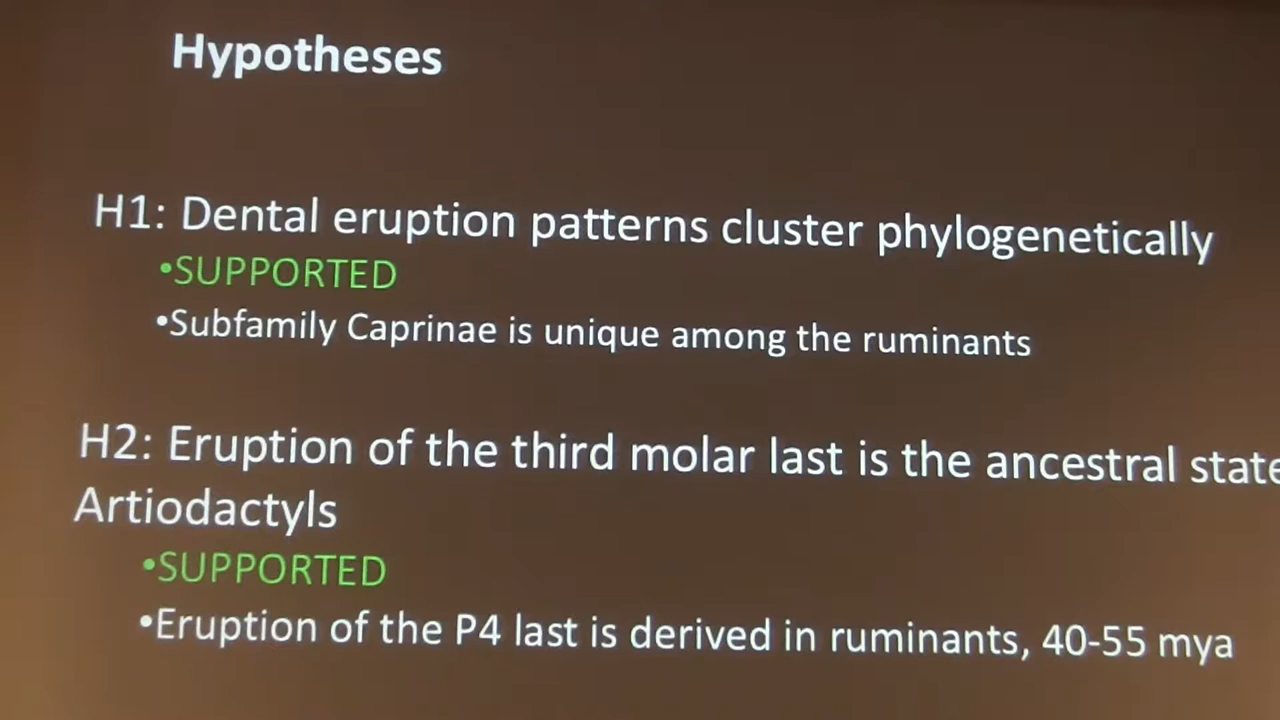 Hypotheses
H1: Dental eruption patterns cluster phylogenetically
•SUPPORTED
•Subfamily Caprinae is unique among the ruminants
H2: Eruption of the third molar last is the ancestral state
Artiodactyls
•SUPPORTED
•Eruption of the P4 last is derived in ruminants, 40-55 mya